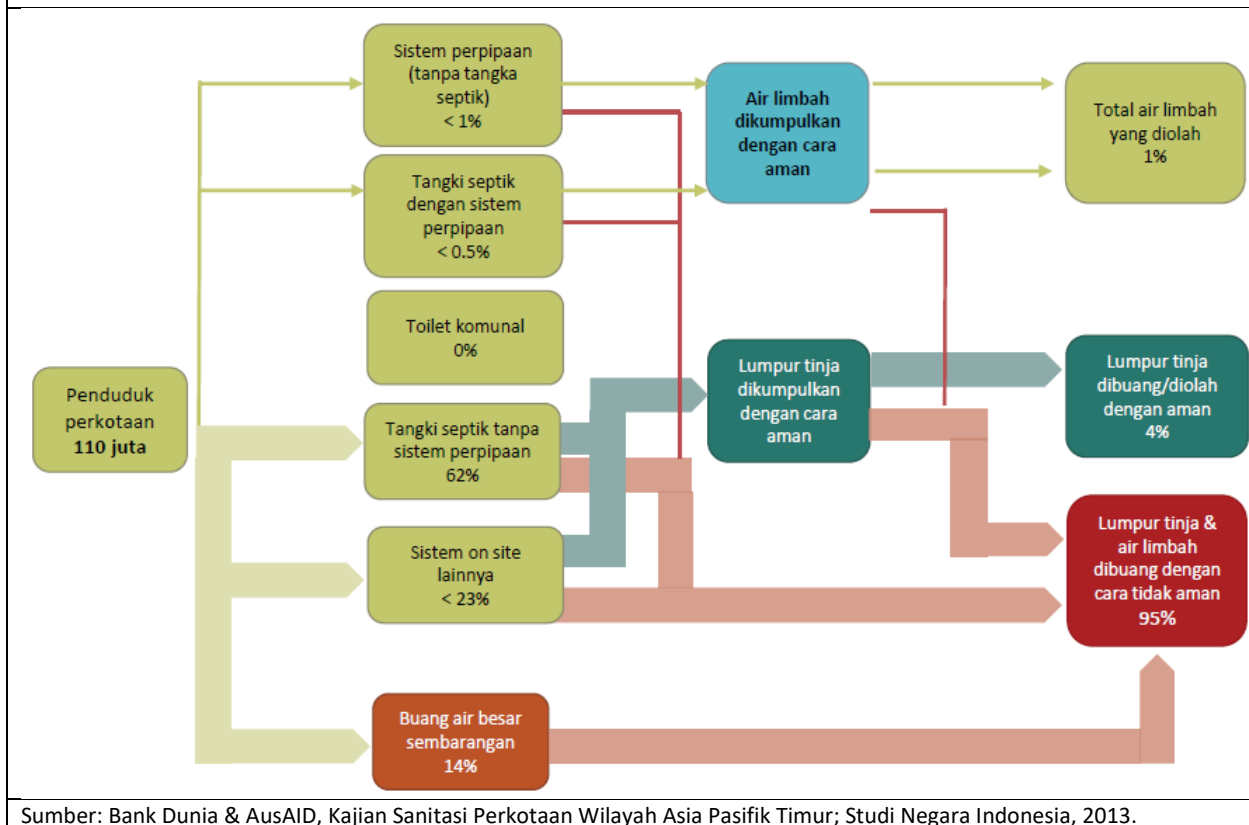 Sistem perpipaan
(tanpa tangka
septik)
< 1%
Air limbah
dikumpulkan
dengan cara
aman
Total air limbah
yang diolah
1%
Tangki septik
dengan sistem
perpipaan
< 0.5%
Toilet komunal
0%
Penduduk
perkotaan
110 juta
Tangki septik tanpa
sistem perpipaan
62%
Lumpur tinja
dikumpulkan
dengan cara
aman
Lumpur tinja
dibuang/diolah
dengan aman
4%
Sistem on site
lainnya
< 23%
Lumpur tinja &
air limbah
dibuang dengan
cara tidak aman
95%
Buang air besar
sembarangan
14%
Sumber: Bank Dunia & AusAID, Kajian Sanitasi Perkotaan Wilayah Asia Pasifik Timur; Studi Negara Indonesia, 2013.